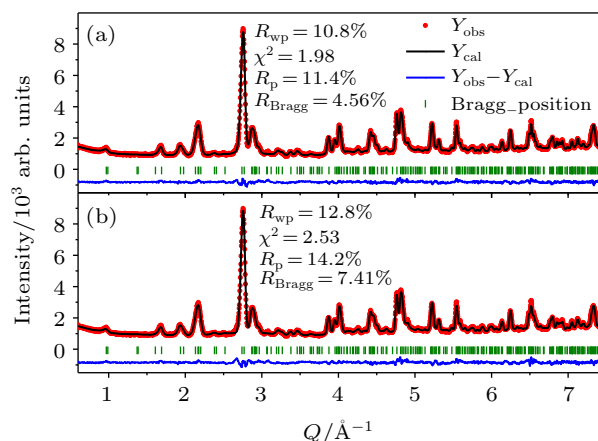 (a)
R_wp = 10.8%
χ² = 1.98
R_p = 11.4%
R_Bragg = 4.56%
Y_obs
Y_cal
Y_obs−Y_cal
Bragg_position
8
6
4
2
0
(b)
R_wp = 12.8%
χ² = 2.53
R_p = 14.2%
R_Bragg = 7.41%
8
6
4
2
0
Intensity/10³ arb. units
1 2 3 4 5 6 7
Q/Å⁻¹